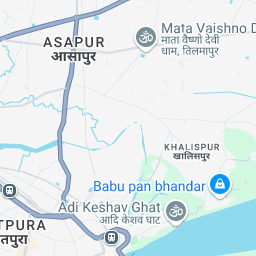 Mata Vaishno D
माता वैष्णो देवी
धाम, तिलमापुर
ASAPUR
आसापुर
KHALISPUR
खालिसपुर
Babu pan bhandar
Adi Keshav Ghat
आदि केशव घाट
TPURA
तपुरा